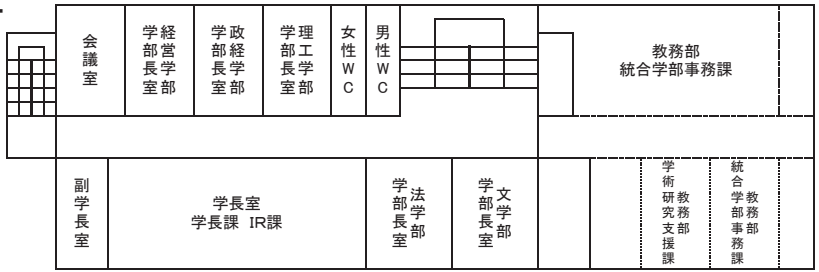 会議室
経営学部
学部長室
政経学部
学部長室
理工学部
学部長室
女性WC
男性WC
教務部
統合学部事務課
副学長室
学長室
学長課 IR課
法学部
学部長室
文学部
学部長室
教務部
学術研究支援課
教務部
統合学部事務課